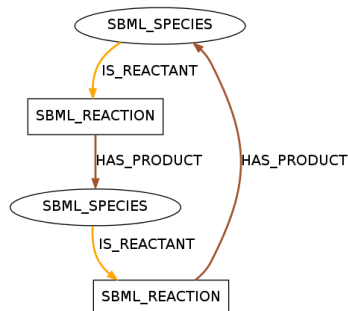 SBML_SPECIES
IS_REACTANT
SBML_REACTION
HAS_PRODUCT
HAS_PRODUCT
SBML_SPECIES
IS_REACTANT
SBML_REACTION